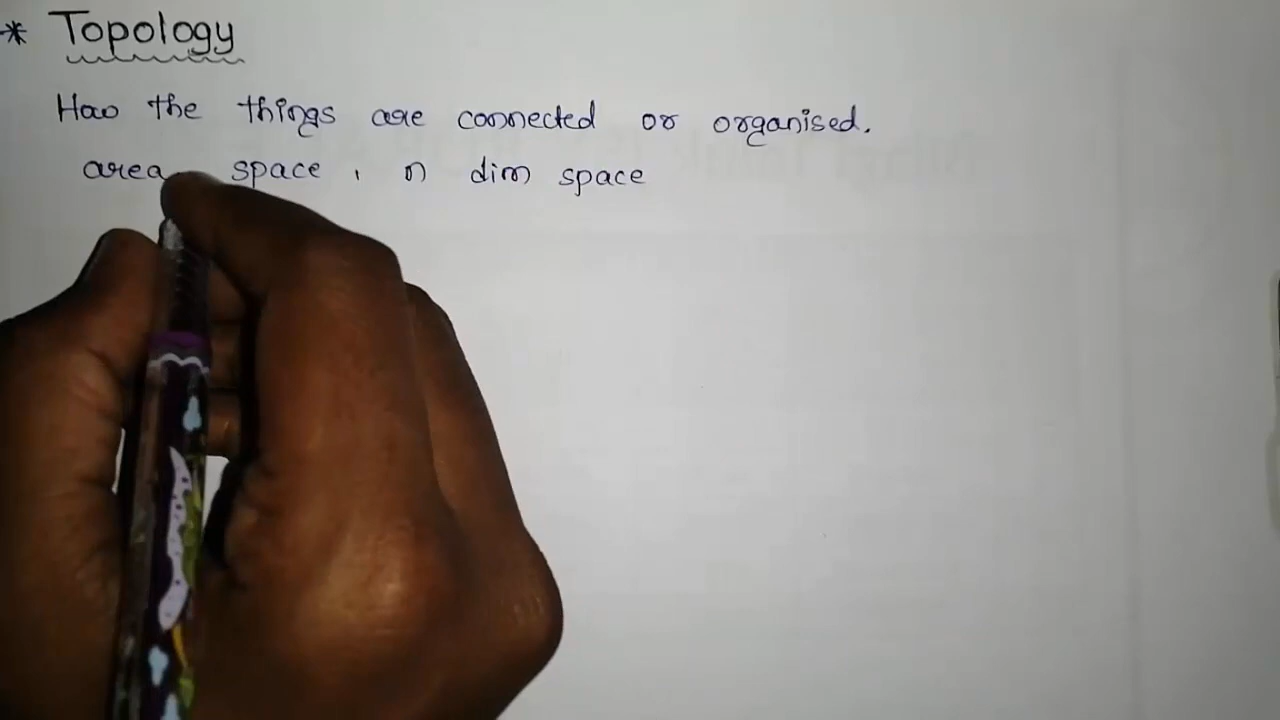 * Topology
How the things are connected or organised.
area space , n dim space